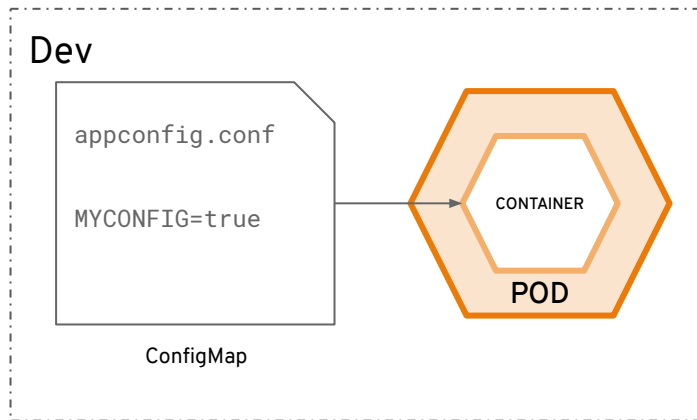 Dev
appconfig.conf
MYCONFIG=true
ConfigMap
CONTAINER
POD